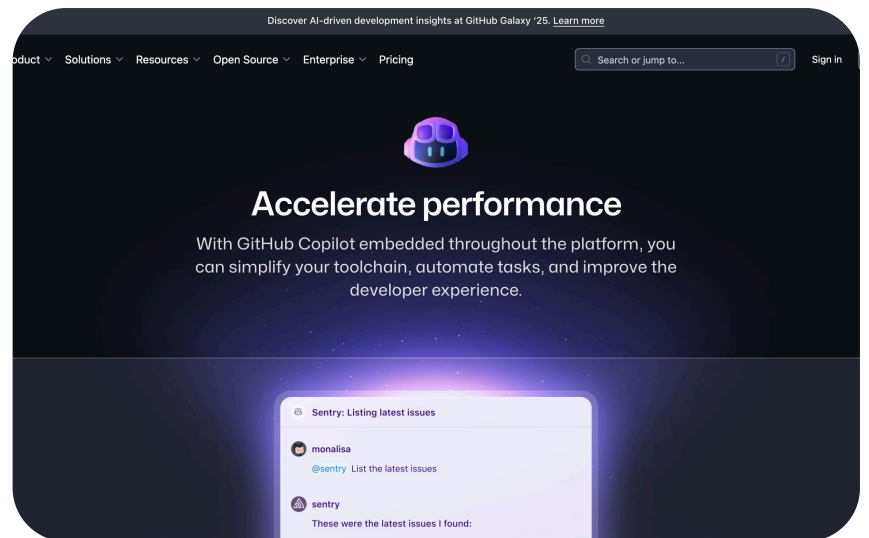 Discover AI-driven development insights at GitHub Galaxy ‘25. Learn more
Solutions Resources Open Source Enterprise Pricing Search or jump to... / Sign in
Accelerate performance
With GitHub Copilot embedded throughout the platform, you
can simplify your toolchain, automate tasks, and improve the
developer experience.
Sentry: Listing latest issues
monalisa
@sentry List the latest issues
sentry
These were the latest issues I found: